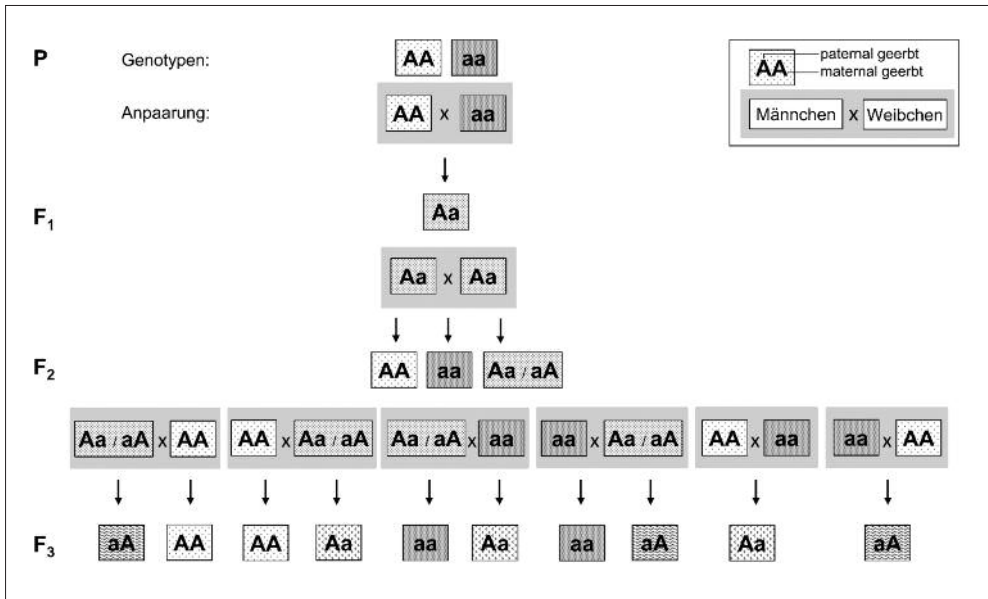 P Genotypen: AA aa
AA paternal geerbt
maternal geerbt
Anpaarung: AA x aa
Männchen x Weibchen
F1 Aa
Aa x Aa
F2 AA aa Aa / aA
Aa / aA x AA AA x Aa / aA Aa / aA x aa aa x Aa / aA AA x aa aa x AA
F3 aA AA AA Aa aa Aa aa aA Aa aA